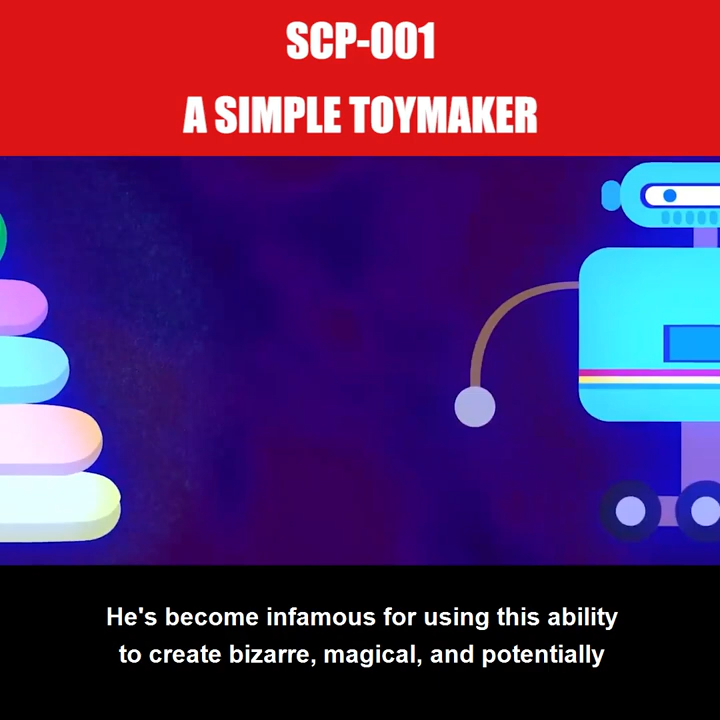 SCP-001
A SIMPLE TOYMAKER
He's become infamous for using this ability
to create bizarre, magical, and potentially